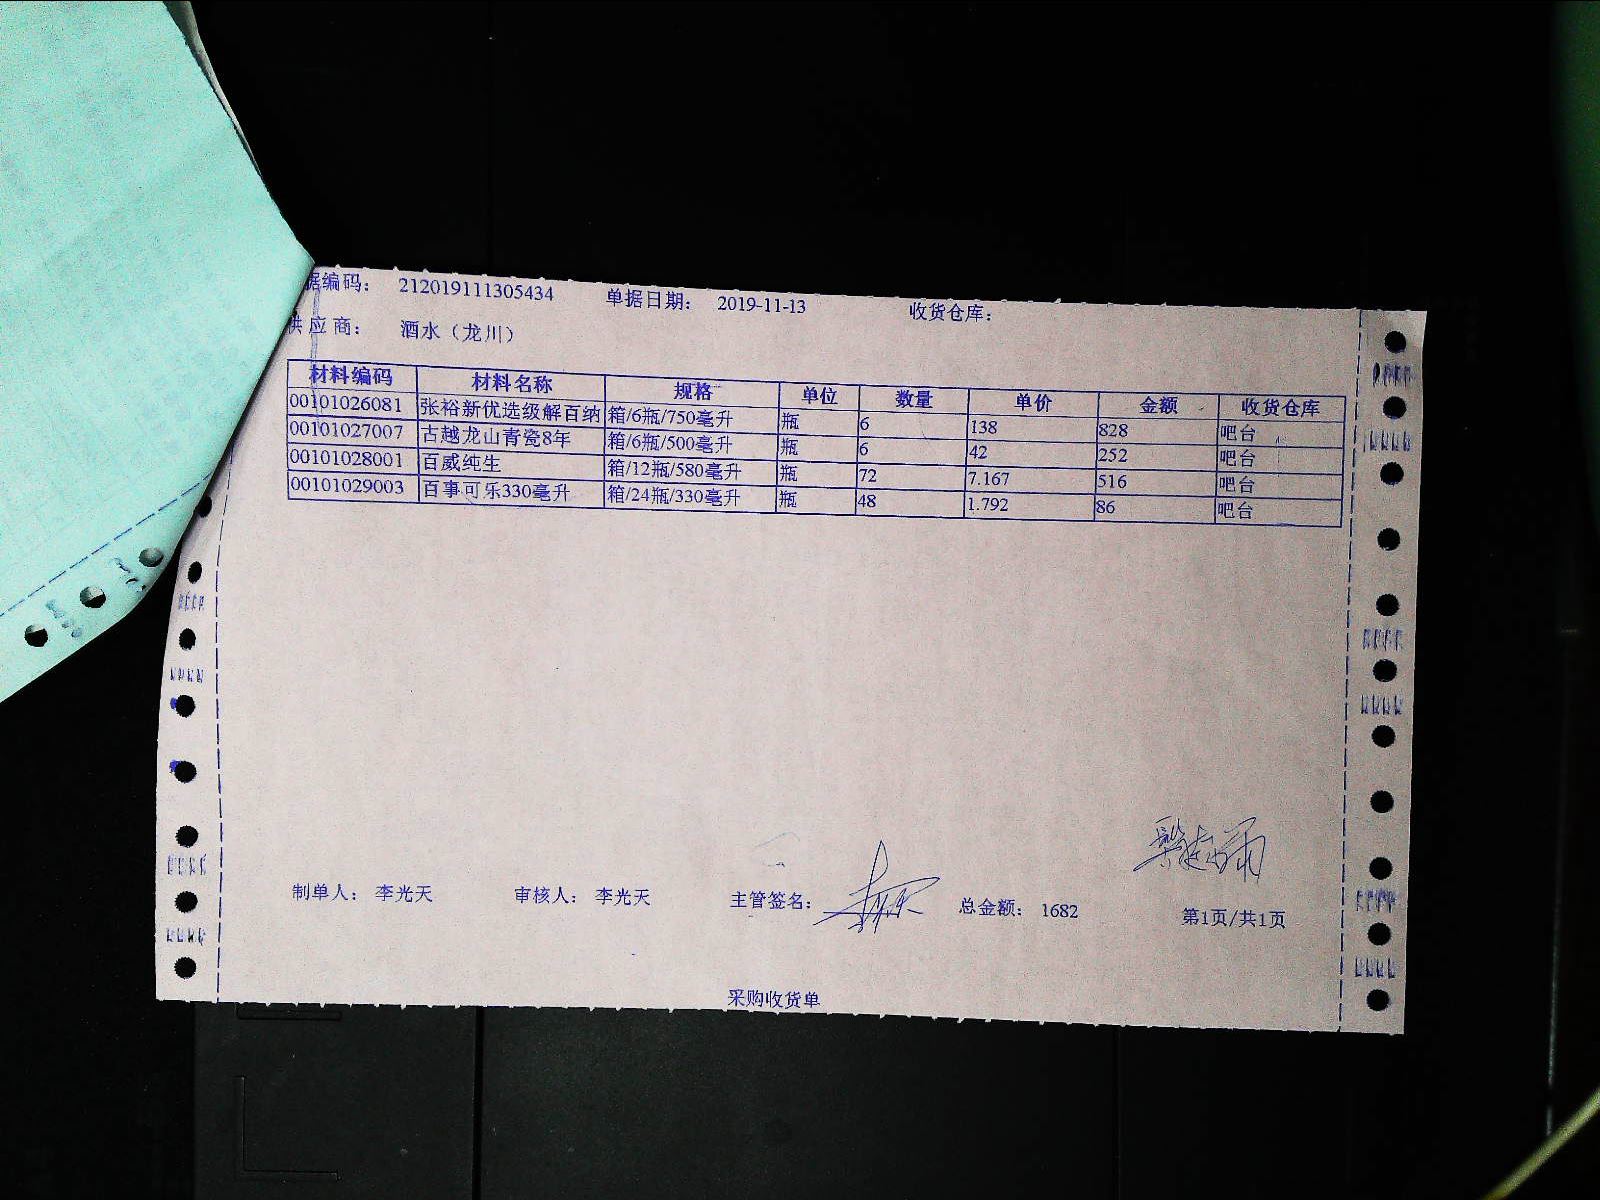 据编码： 212019111305434 单据日期： 2019-11-13 收货仓库：
供应商： 酒水（龙川）
材料编码 材料名称 规格 单位 数量 单价 金额 收货仓库
00101026081 张裕新优选级解百纳 箱/6瓶/750毫升 瓶 6 138 828 吧台
00101027007 古越龙山青瓷8年 箱/6瓶/500毫升 瓶 6 42 252 吧台
00101028001 百威纯生 箱/12瓶/580毫升 瓶 72 7.167 516 吧台
00101029003 百事可乐330毫升 箱/24瓶/330毫升 瓶 48 1.792 86 吧台
制单人： 李光天 审核人： 李光天 主管签名： 总金额： 1682 第1页/共1页
采购收货单